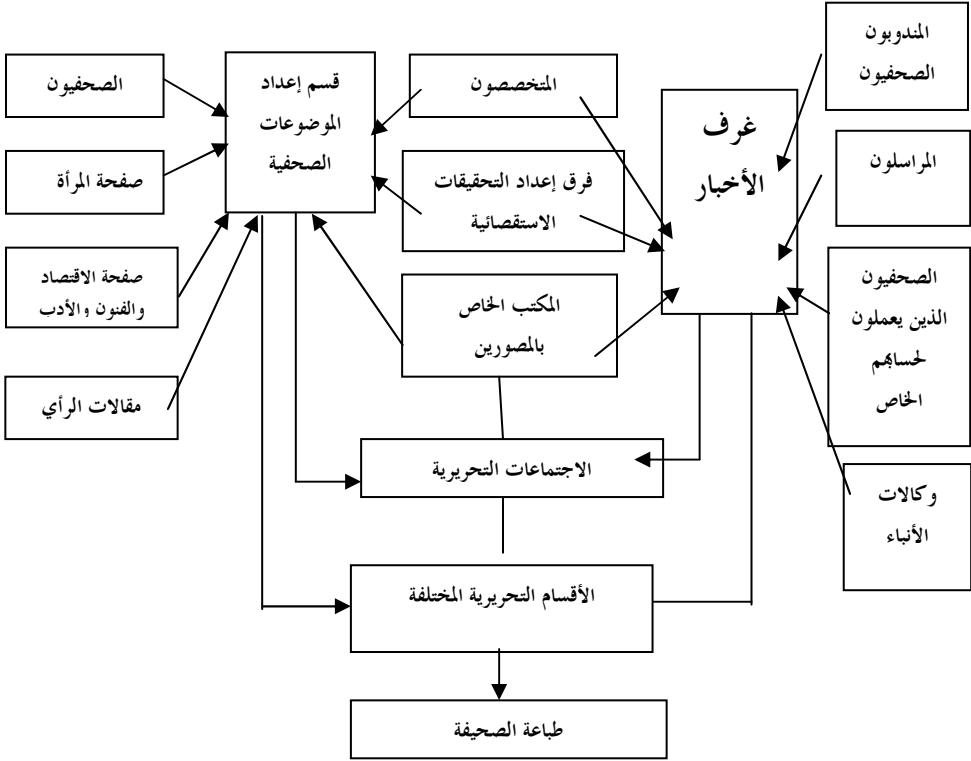 المندوبون
الصحفيون
غرف
الأخبار
المراسلون
الصحفيون
الذين يعملون
لحسابهم
الخاص
وكالات
الأنباء
المتخصصون
فرق إعداد التحقيقات
الاستقصائية
المكتب الخاص
بالمصورين
قسم إعداد
الموضوعات
الصحفية
الصحفيون
صفحة المرأة
صفحة الاقتصاد
والفنون والأدب
مقالات الرأي
الاجتماعات التحريرية
الأقسام التحريرية المختلفة
طباعة الصحيفة